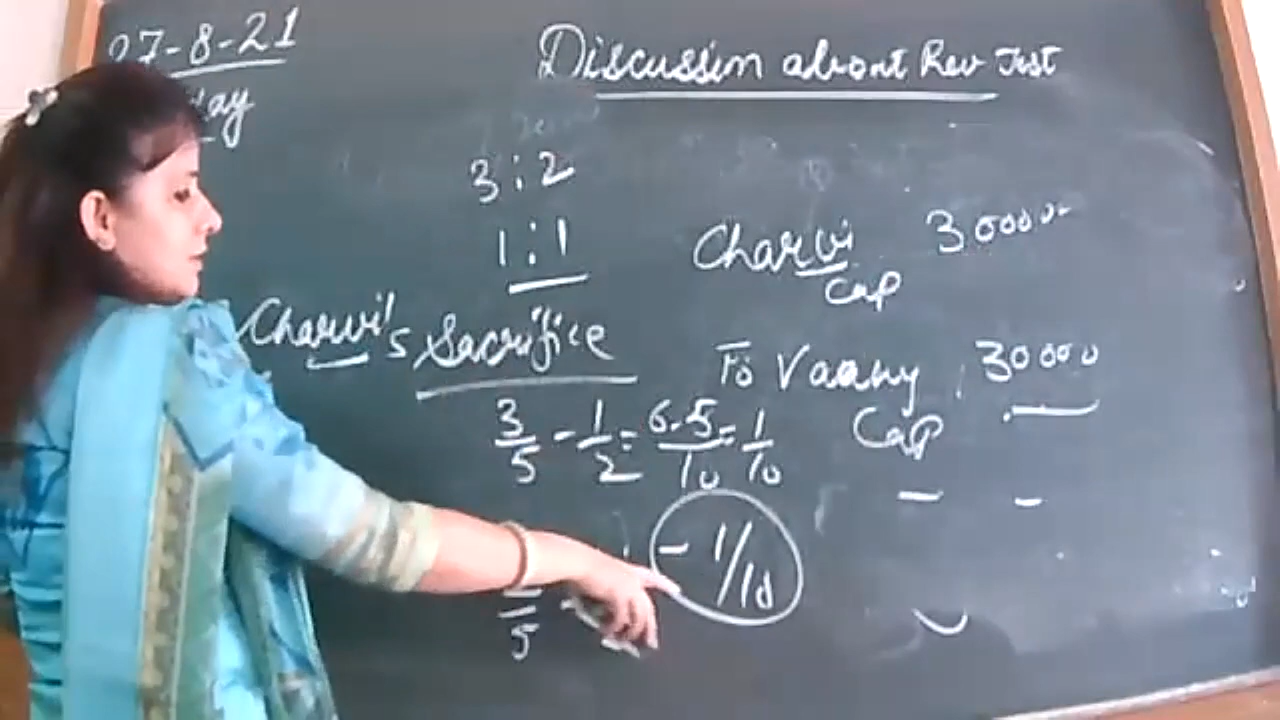 27-8-21
Discussion about Rev Test
3:2
1:1
Charvi 30000
Cap
Charvi's Sacrifice
To Vaany 30000
Cap
3/5 - 1/2 = 6-5/10 = 1/10
- 1/10
5